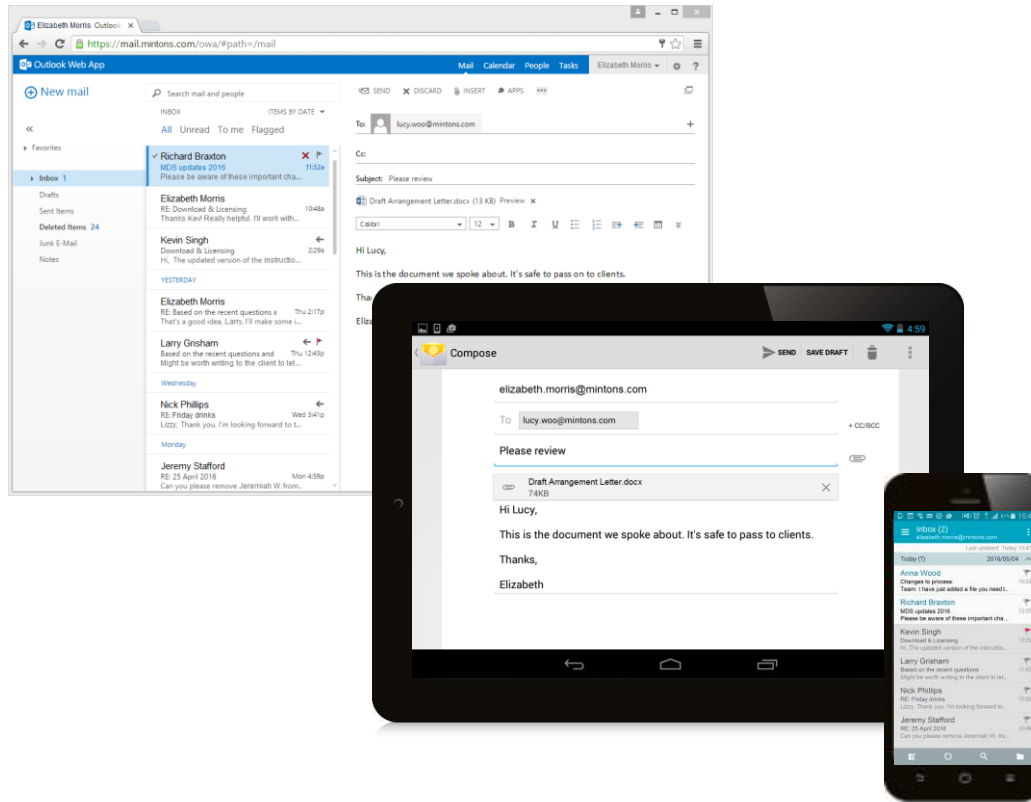 Elizabeth Morris Outlook
https://mail.mintons.com/owa/#path=/mail
Outlook Web App
Mail Calendar People Tasks Elizabeth Morris ?
New mail
Search mail and people
INBOX ITEMS BY DATE
All Unread To me Flagged
«
Favorites
Inbox 1
Drafts
Sent Items
Deleted Items 24
Junk E-Mail
Notes
Richard Braxton
MDS updates 2016 11:32a
Please be aware of these important cha...
Elizabeth Morris
RE: Download & Licensing 10:48a
Thanks Kev! Really helpful. I'll work with...
Kevin Singh
Download & Licensing 2:29a
Hi, The updated version of the instructio...
YESTERDAY
Elizabeth Morris
RE: Based on the recent questions a Thu 2:17p
That's a good idea, Larry. I'll make some i...
Larry Grisham
Based on the recent questions and Thu 12:43p
Might be worth writing to the client to let...
Wednesday
Nick Phillips
RE: Friday drinks Wed 3:41p
Lizzy, Thank you. I'm looking forward to t...
Monday
Jeremy Stafford
RE: 25 April 2016 Mon 4:59p
Can you please remove Jeremiah W. from...
SEND DISCARD INSERT APPS
To: lucy.woo@mintons.com
Cc:
Subject: Please review
Draft Arrangement Letter.docx (13 KB) Preview
Calibri 12 B I U
Hi Lucy,
This is the document we spoke about. It's safe to pass on to clients.
Tha
Eliza
4:59
Compose SEND SAVE DRAFT
elizabeth.morris@mintons.com
To lucy.woo@mintons.com
+ CC/BCC
Please review
Draft Arrangement Letter.docx
74KB
Hi Lucy,
This is the document we spoke about. It's safe to pass to clients.
Thanks,
Elizabeth
Inbox (2)
elizabeth.morris@mintons.com
Last updated: Today
Today (7) 2016/05/04
Anna Wood
Changes to process
Team: I have just added a file you need t...
Richard Braxton
MDS updates 2016
Please be aware of these important cha...
Kevin Singh
Download & Licensing
Hi, The updated version of the instructio...
Larry Grisham
Based on the recent questions
Might be worth writing to the client to let...
Nick Phillips
RE: Friday drinks
Lizzy, Thank you. I'm looking forward to...
Jeremy Stafford
RE: 25 April 2016
Can you please remove Jeremiah W. fro...